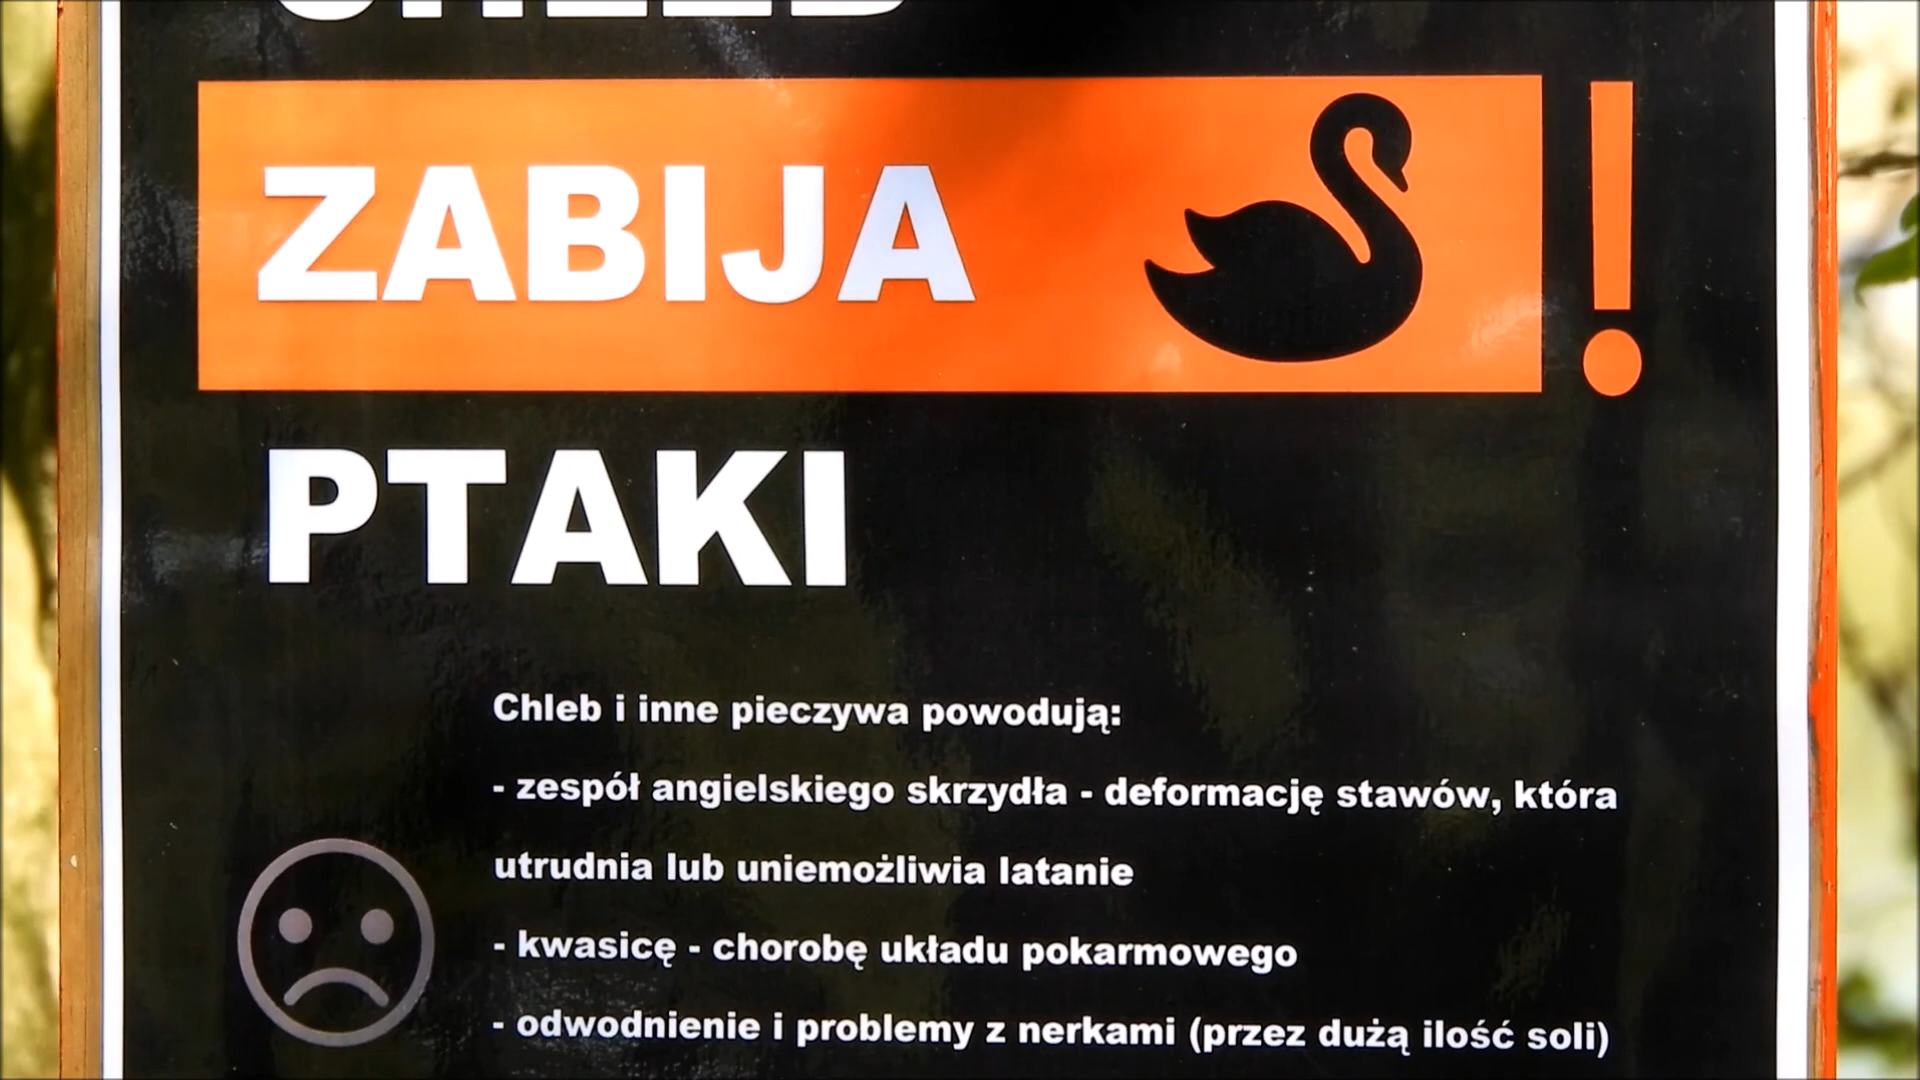 CHLEB
ZABIJA !
PTAKI
Chleb i inne pieczywa powodują:
- zespół angielskiego skrzydła - deformację stawów, która
utrudnia lub uniemożliwia latanie
- kwasicę - chorobę układu pokarmowego
- odwodnienie i problemy z nerkami (przez dużą ilość soli)